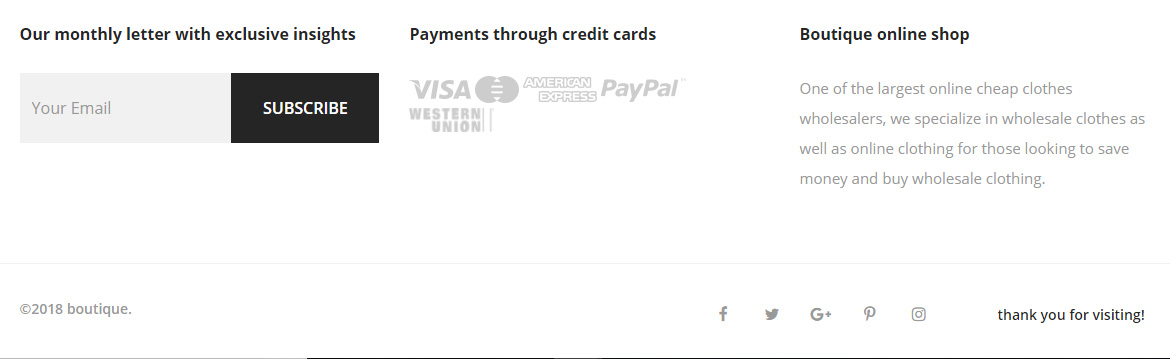 Our monthly letter with exclusive insights
Your Email
SUBSCRIBE
Payments through credit cards
VISA AMERICAN EXPRESS PayPal
WESTERN UNION
Boutique online shop
One of the largest online cheap clothes
wholesalers, we specialize in wholesale clothes as
well as online clothing for those looking to save
money and buy wholesale clothing.
©2018 boutique.
thank you for visiting!